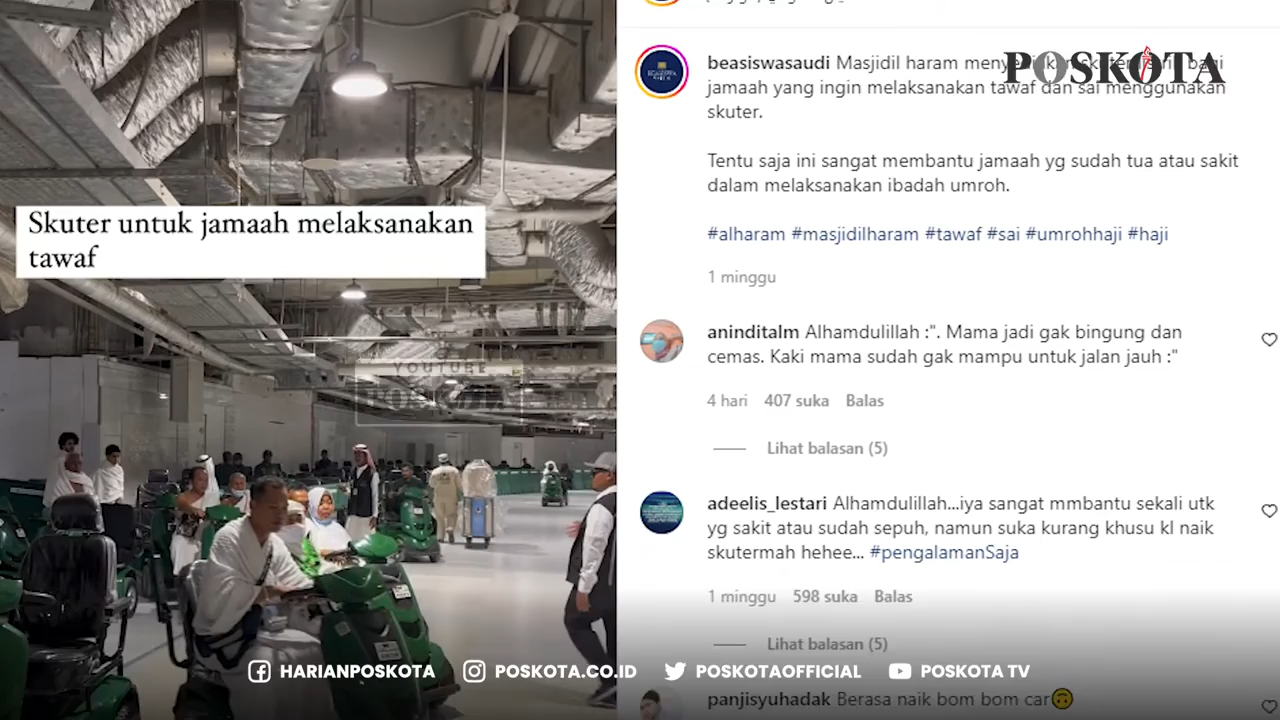 Skuter untuk jamaah melaksanakan
tawaf
YOUTUBE
POSKOTA
POSKOTA
beasiswasaudi Masjidil haram bagi
jamaah yang ingin melaksanakan tawaf dan sai menggunakan
skuter.
Tentu saja ini sangat membantu jamaah yg sudah tua atau sakit
dalam melaksanakan ibadah umroh.
#alharam #masjidilharam #tawaf #sai #umrohhaji #haji
1 minggu
aninditalm Alhamdulillah :". Mama jadi gak bingung dan
cemas. Kaki mama sudah gak mampu untuk jalan jauh :"
4 hari 407 suka Balas
Lihat balasan (5)
adeelis_lestari Alhamdulillah...iya sangat mmbantu sekali utk
yg sakit atau sudah sepuh, namun suka kurang khusu kl naik
skutermah hehee... #pengalamanSaja
1 minggu 598 suka Balas
Lihat balasan (5)
panjisyuhadak Berasa naik bom bom car🙃
HARIANPOSKOTA POSKOTA.CO.ID POSKOTAOFFICIAL POSKOTA TV